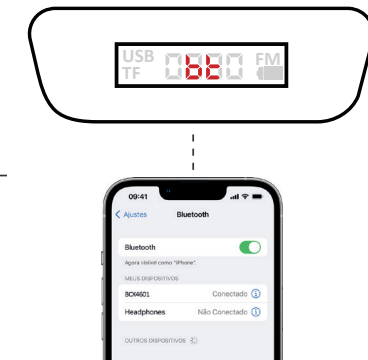 USB
TF
bt
FM
09:41
Ajustes
Bluetooth
Bluetooth
Agora visível como "iPhone".
MEUS DISPOSITIVOS
BOX4601 Conectado
Headphones Não Conectado
OUTROS DISPOSITIVOS